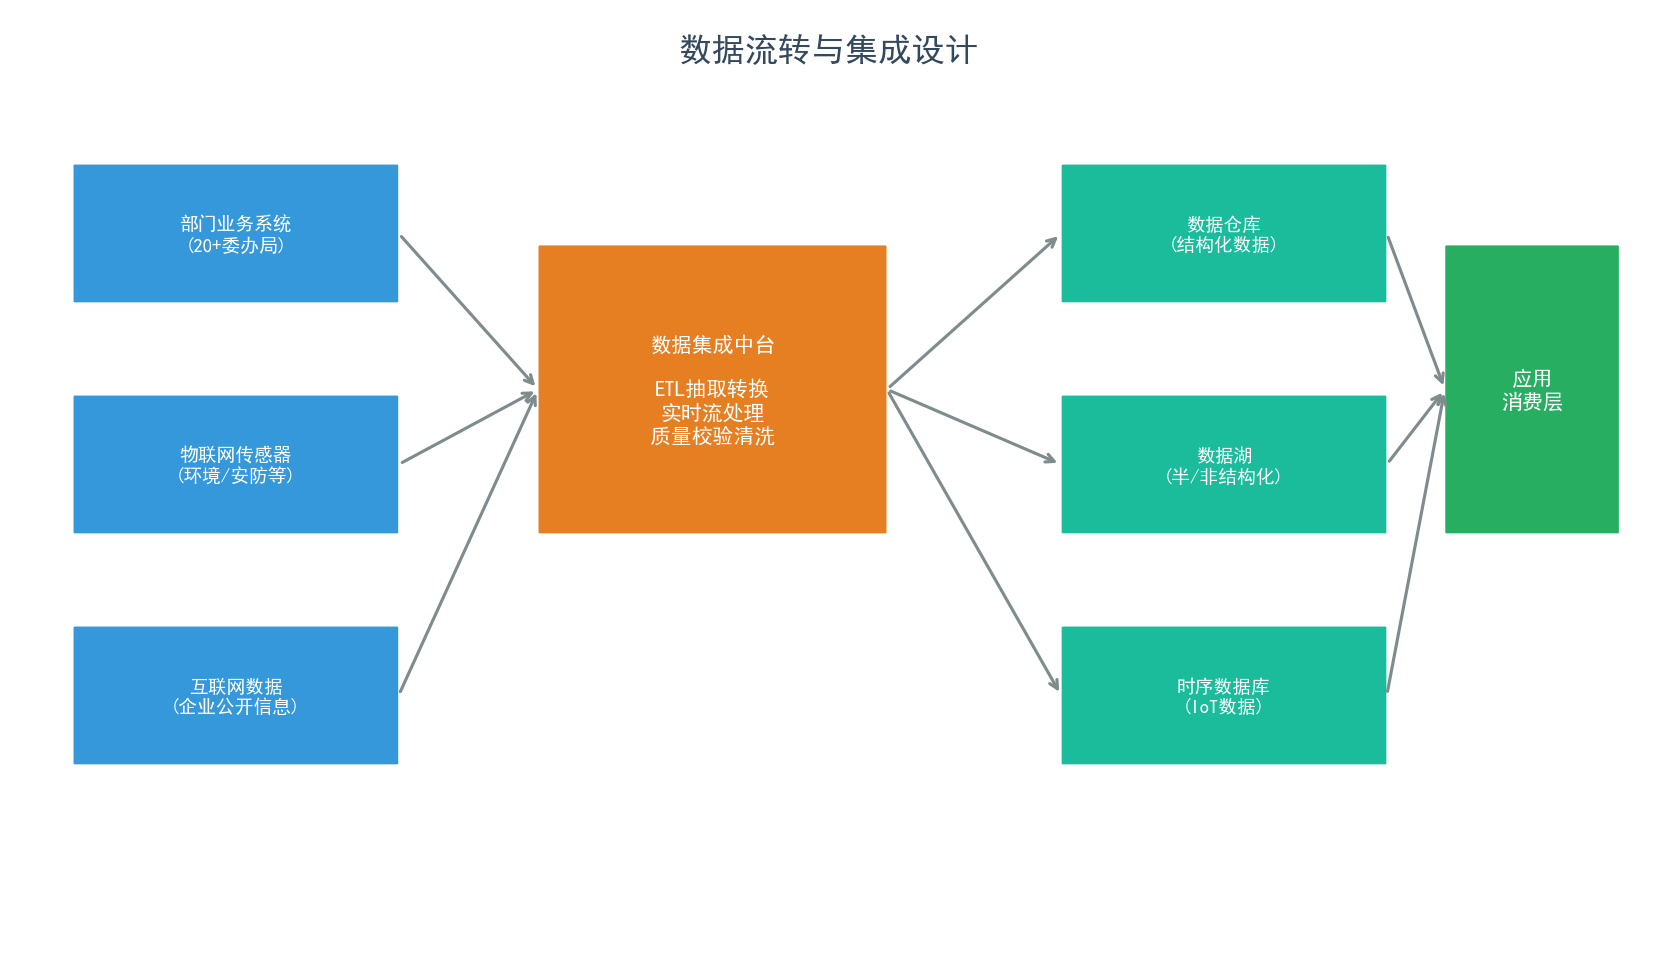 数据流转与集成设计
部门业务系统
(20+委办局)
物联网传感器
(环境/安防等)
互联网数据
(企业公开信息)
数据集成中台
ETL抽取转换
实时流处理
质量校验清洗
数据仓库
(结构化数据)
数据湖
(半/非结构化)
时序数据库
(IoT数据)
应用
消费层